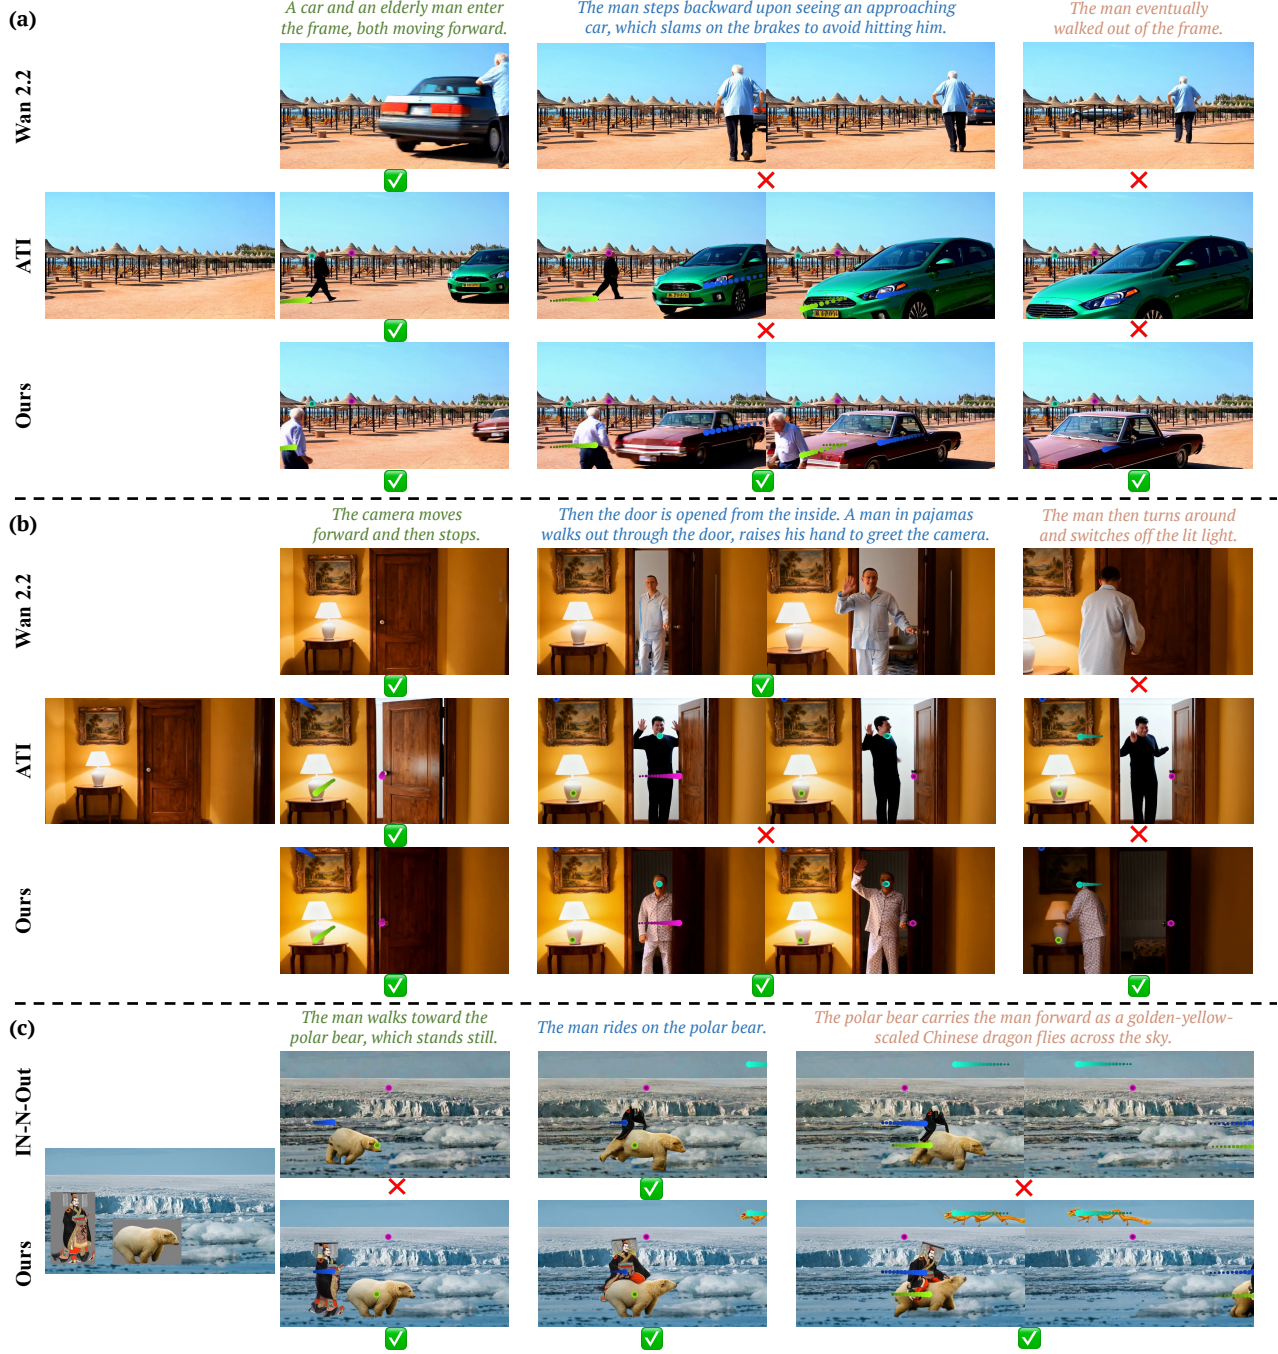 (a)
A car and an elderly man enter
the frame, both moving forward.
The man steps backward upon seeing an approaching
car, which slams on the brakes to avoid hitting him.
The man eventually
walked out of the frame.
Wan 2.2
ATI
Ours
(b)
The camera moves
forward and then stops.
Then the door is opened from the inside. A man in pajamas
walks out through the door, raises his hand to greet the camera.
The man then turns around
and switches off the lit light.
Wan 2.2
ATI
Ours
(c)
The man walks toward the
polar bear, which stands still.
The man rides on the polar bear.
The polar bear carries the man forward as a golden-yellow-
scaled Chinese dragon flies across the sky.
IN-N-Out
Ours